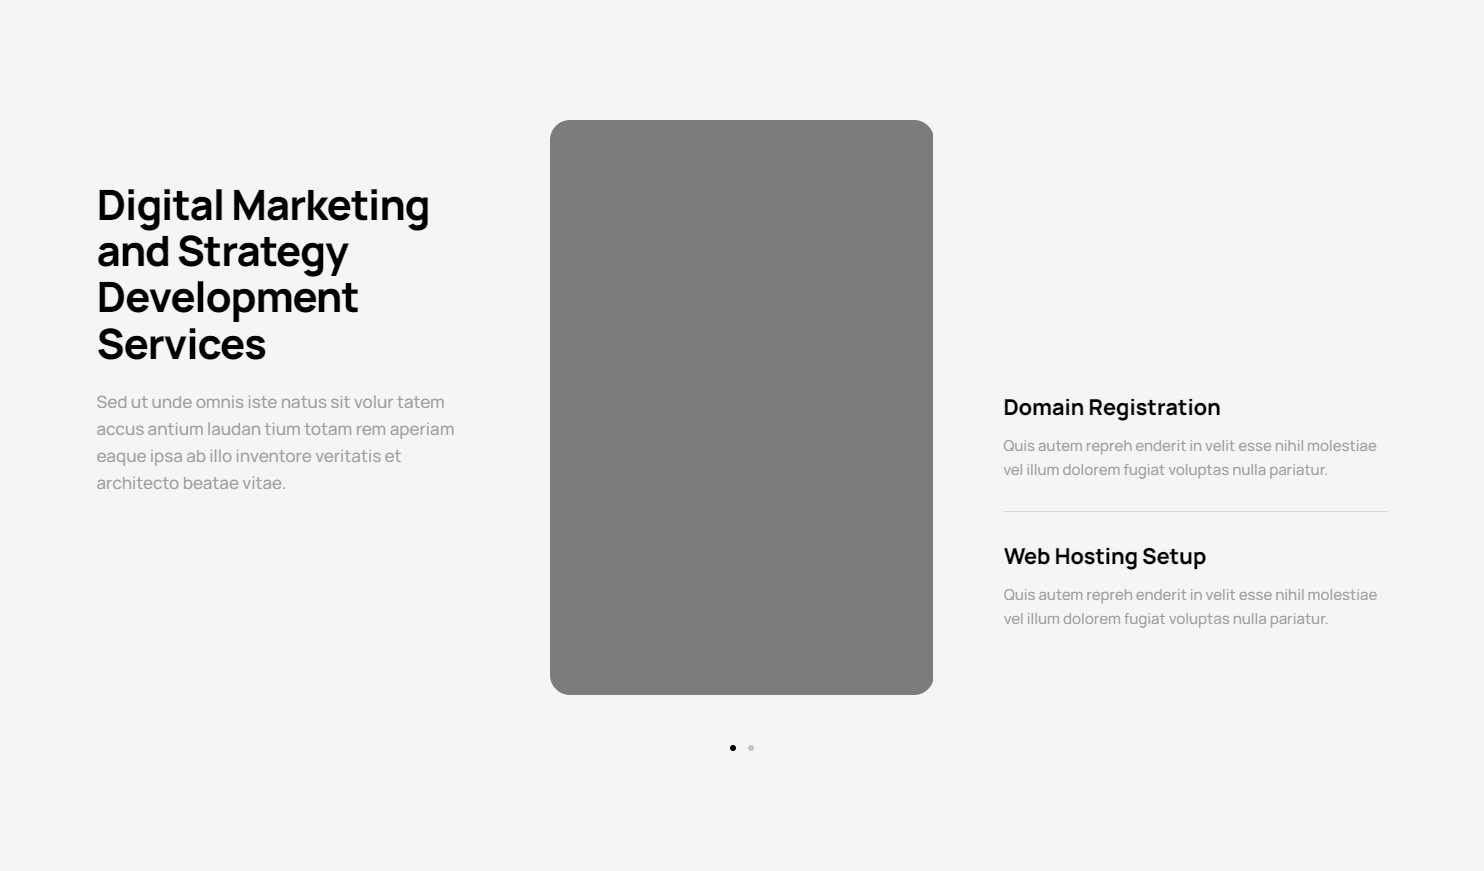 Digital Marketing
and Strategy
Development
Services
Sed ut unde omnis iste natus sit volur tatem
accus antium laudan tium totam rem aperiam
eaque ipsa ab illo inventore veritatis et
architecto beatae vitae.
Domain Registration
Quis autem repreh enderit in velit esse nihil molestiae
vel illum dolorem fugiat voluptas nulla pariatur.
Web Hosting Setup
Quis autem repreh enderit in velit esse nihil molestiae
vel illum dolorem fugiat voluptas nulla pariatur.